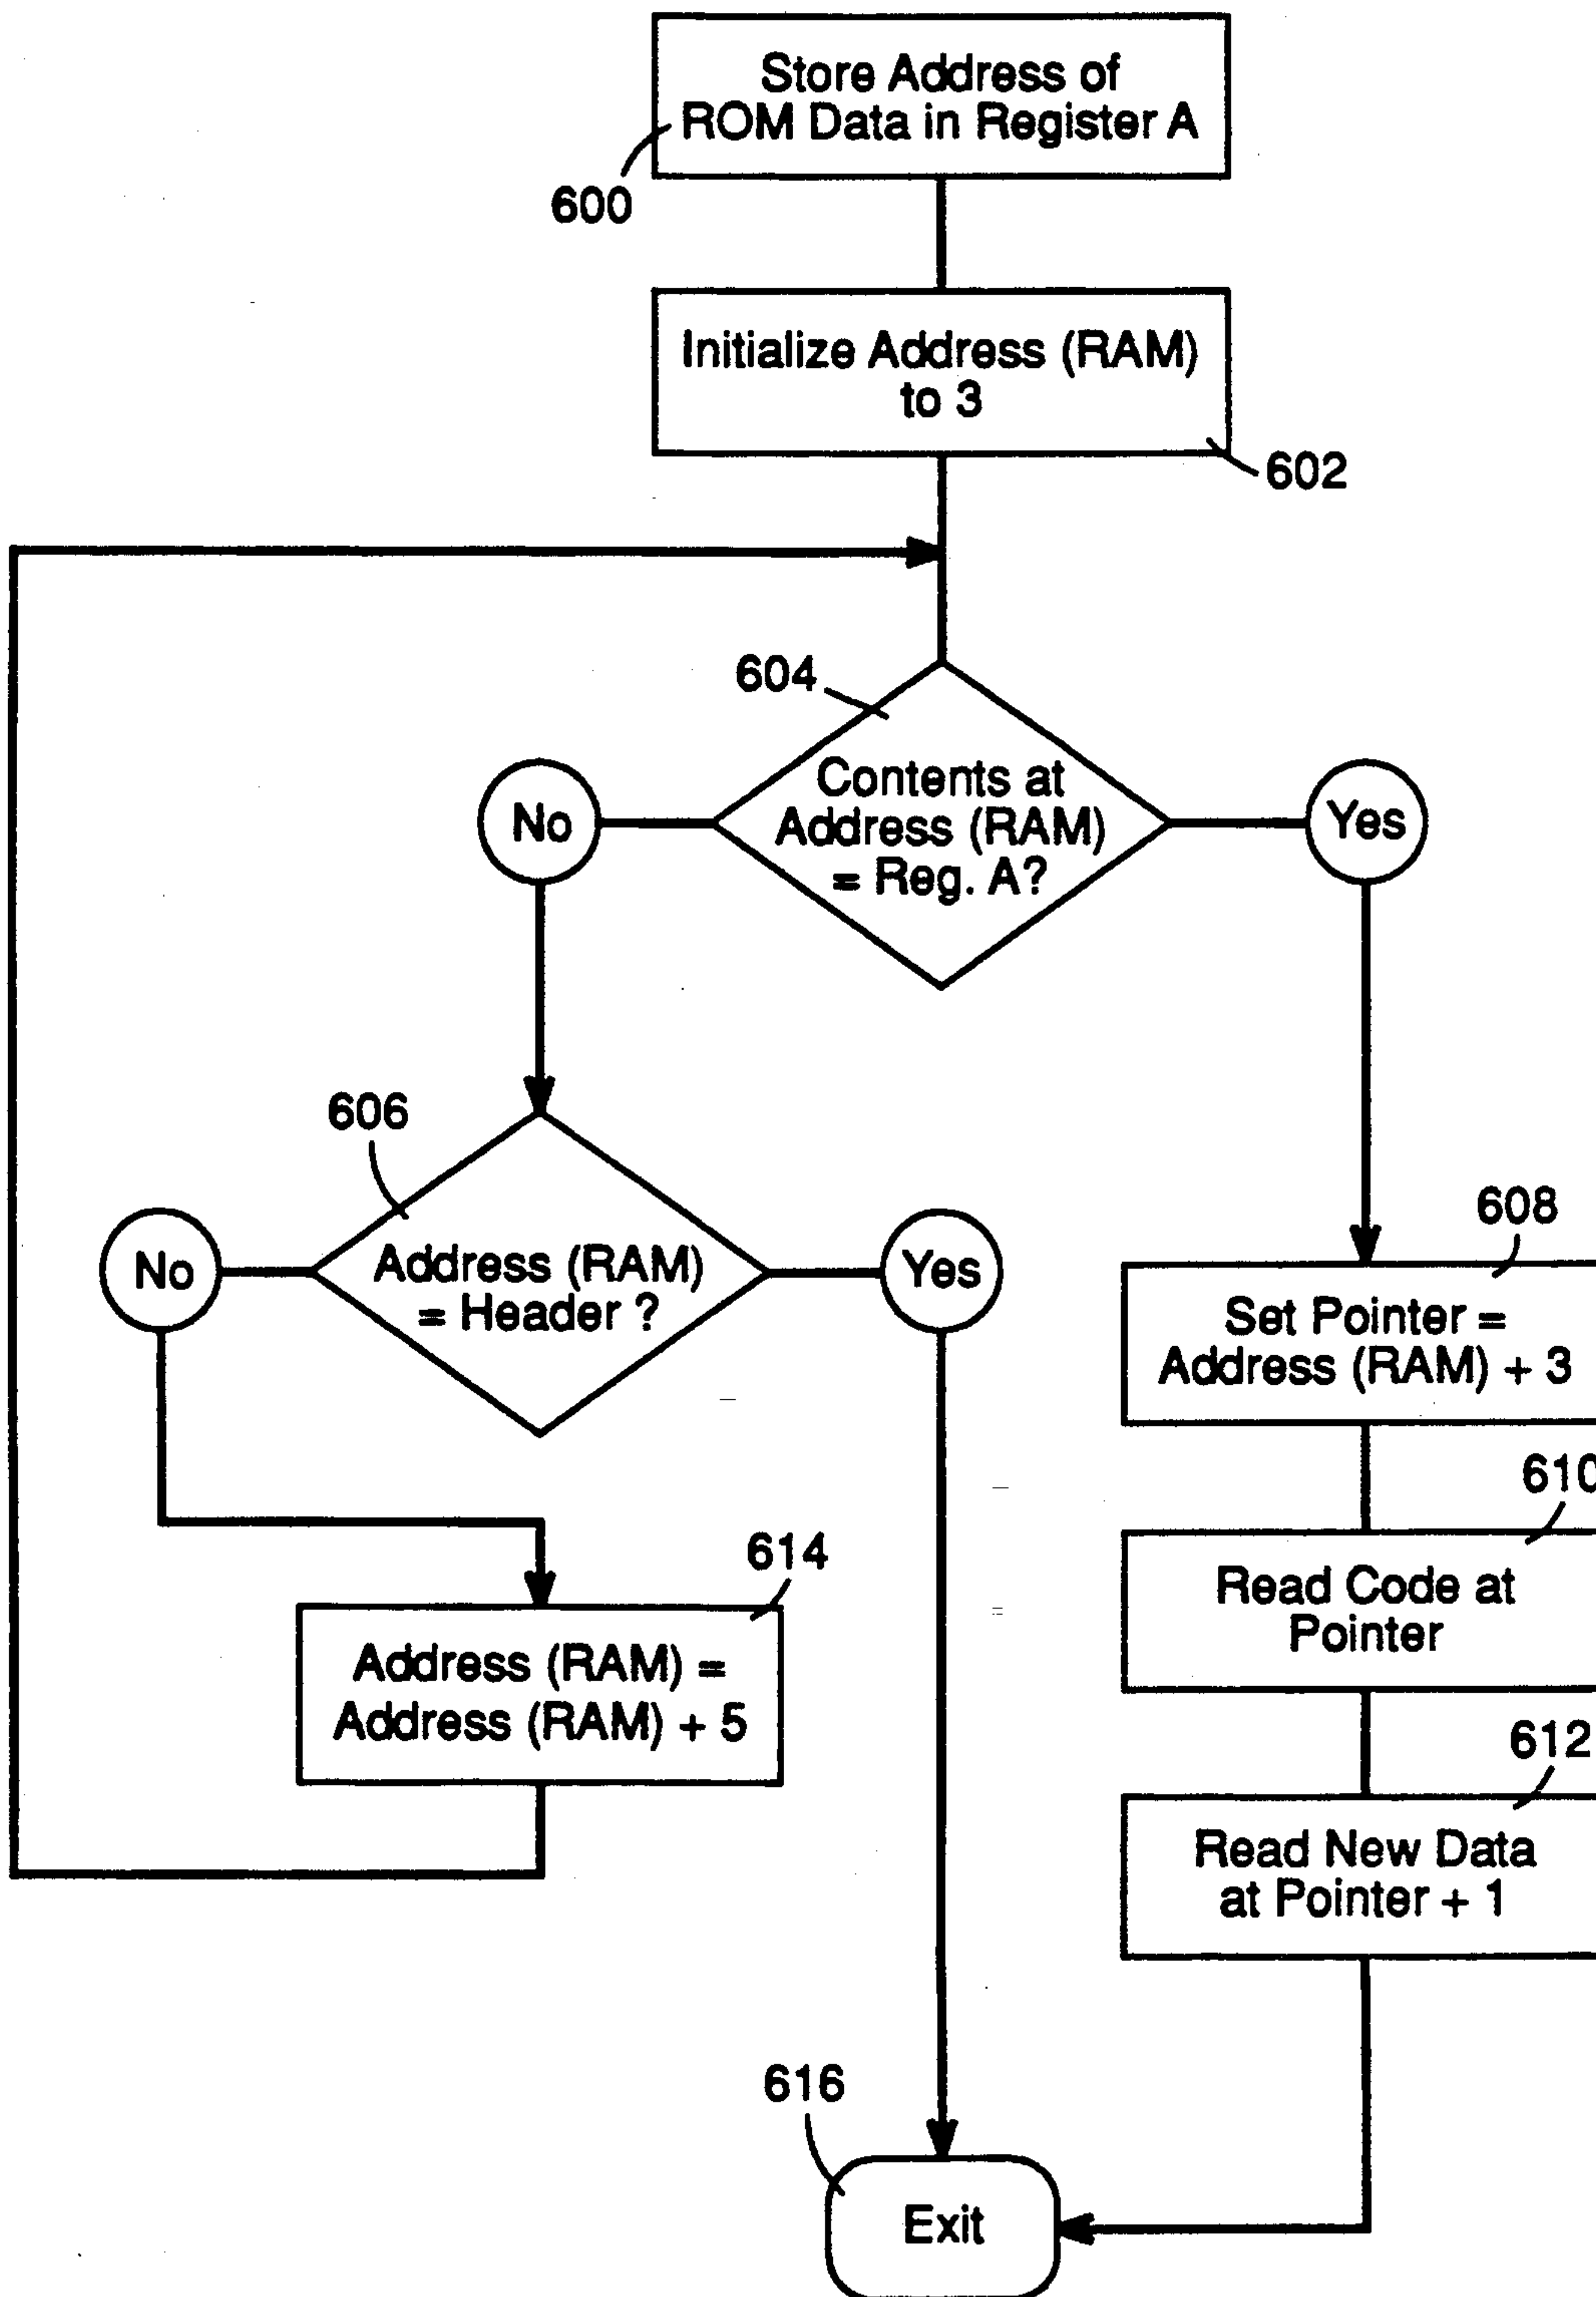 Store Address of
ROM Data in Register A
600
Initialize Address (RAM)
to 3
602
604
Contents at
Address (RAM)
= Reg. A?
No
Yes
606
Address (RAM)
= Header ?
No
Yes
608
Set Pointer =
Address (RAM) + 3
610
Read Code at
Pointer
614
Address (RAM) =
Address (RAM) + 5
612
Read New Data
at Pointer + 1
616
Exit